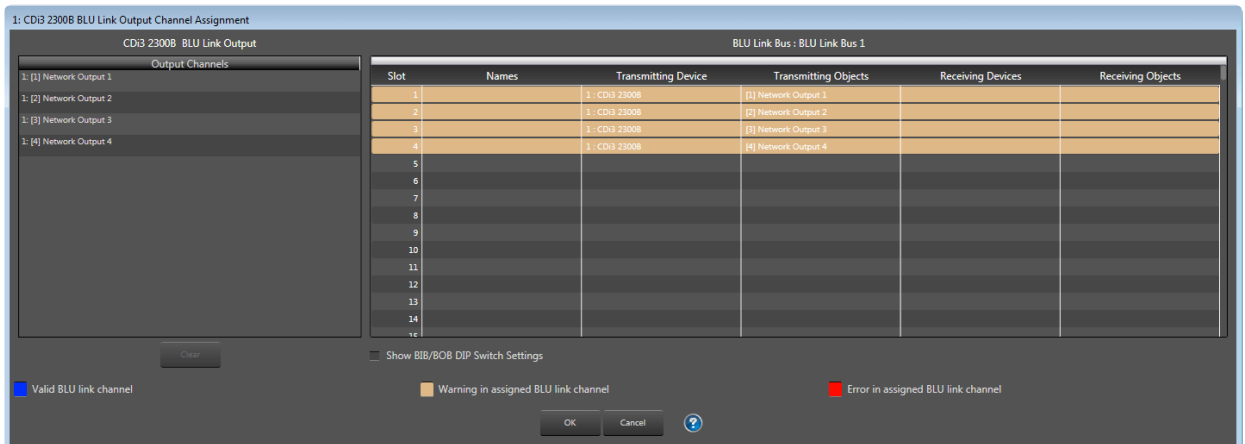 1: CDi3 2300B BLU Link Output Channel Assignment
CDi3 2300B BLU Link Output
BLU Link Bus : BLU Link Bus 1
Output Channels
1: [1] Network Output 1
1: [2] Network Output 2
1: [3] Network Output 3
1: [4] Network Output 4
Slot Names Transmitting Device Transmitting Objects Receiving Devices Receiving Objects
1 1 : CDi3 2300B [1] Network Output 1
2 1 : CDi3 2300B [2] Network Output 2
3 1 : CDi3 2300B [3] Network Output 3
4 1 : CDi3 2300B [4] Network Output 4
5
6
7
8
9
10
11
12
13
14
15
Clear
Show BIB/BOB DIP Switch Settings
Valid BLU link channel
Warning in assigned BLU link channel
Error in assigned BLU link channel
OK Cancel ?